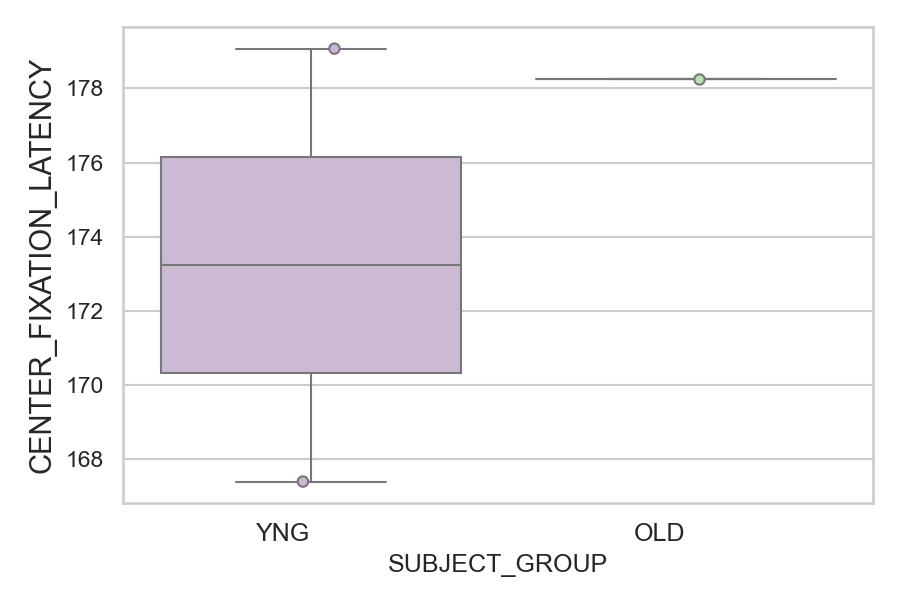 CENTER_FIXATION_LATENCY
178
176
174
172
170
168
YNG OLD
SUBJECT_GROUP